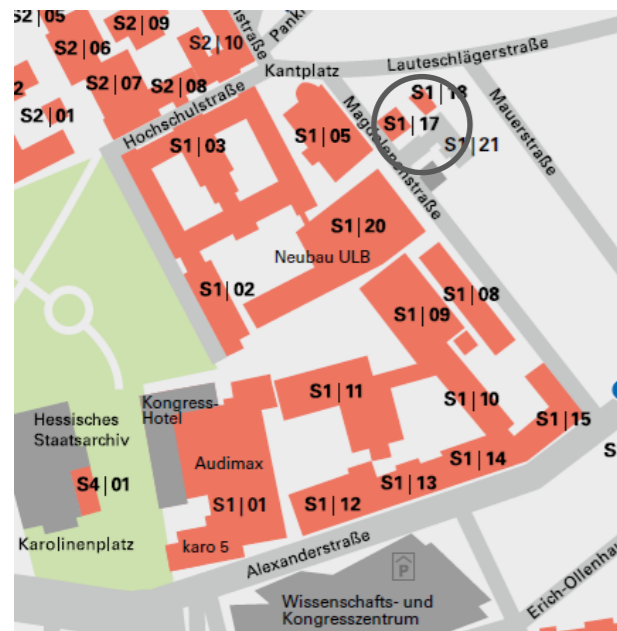 S2|05
S2|09
S2|06
S2|10
S2|07
S2|08
2
S2|01
Hochschulstraße
Kantplatz
Lauteschlägerstraße
Mauerstraße
Magdalenenstraße
S1|18
S1|17
S1|21
S1|03
S1|05
S1|20
Neubau ULB
S1|02
S1|08
S1|09
S1|11
S1|10
S1|15
Kongress-
Hotel
Hessisches
Staatsarchiv
Audimax
S1|14
S4|01
S1|01
S1|12
S1|13
S
Karolinenplatz
karo 5
Alexanderstraße
P
Wissenschafts- und
Kongresszentrum
Erich-Ollenhau